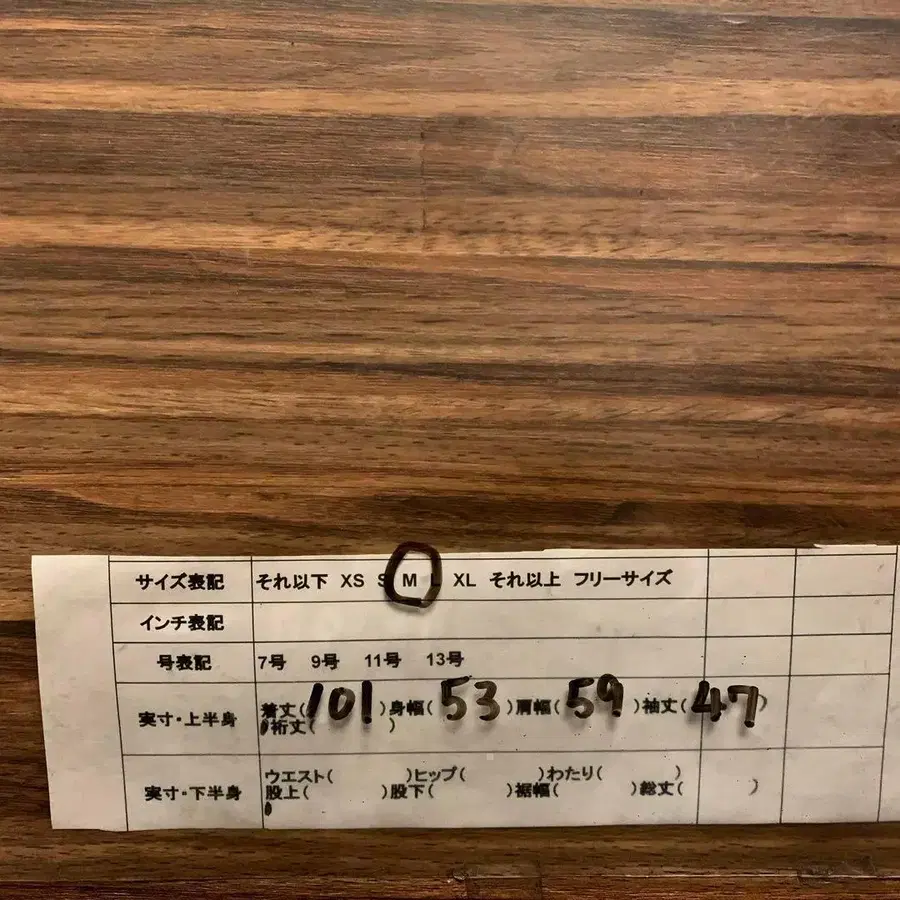 サイズ表記 それ以下 XS S M L XL それ以上 フリーサイズ
インチ表記
号表記 7号 9号 11号 13号
実寸・上半身 着丈(101)身幅(53)肩幅(59)袖丈(47)
裄丈( )
実寸・下半身 ウエスト( )ヒップ( )わたり( )
股上( )股下( )裾幅( )総丈( )